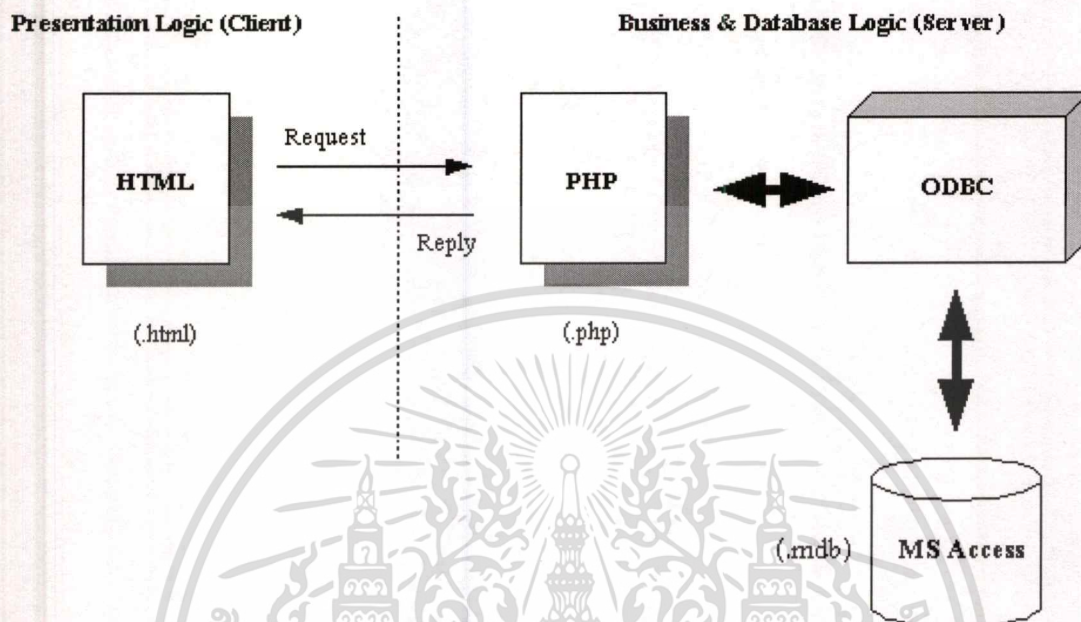 Presentation Logic (Client)
Business & Database Logic (Server)
HTML
Request
Reply
PHP
ODBC
(.html)
(.php)
(.mdb)
MS Access